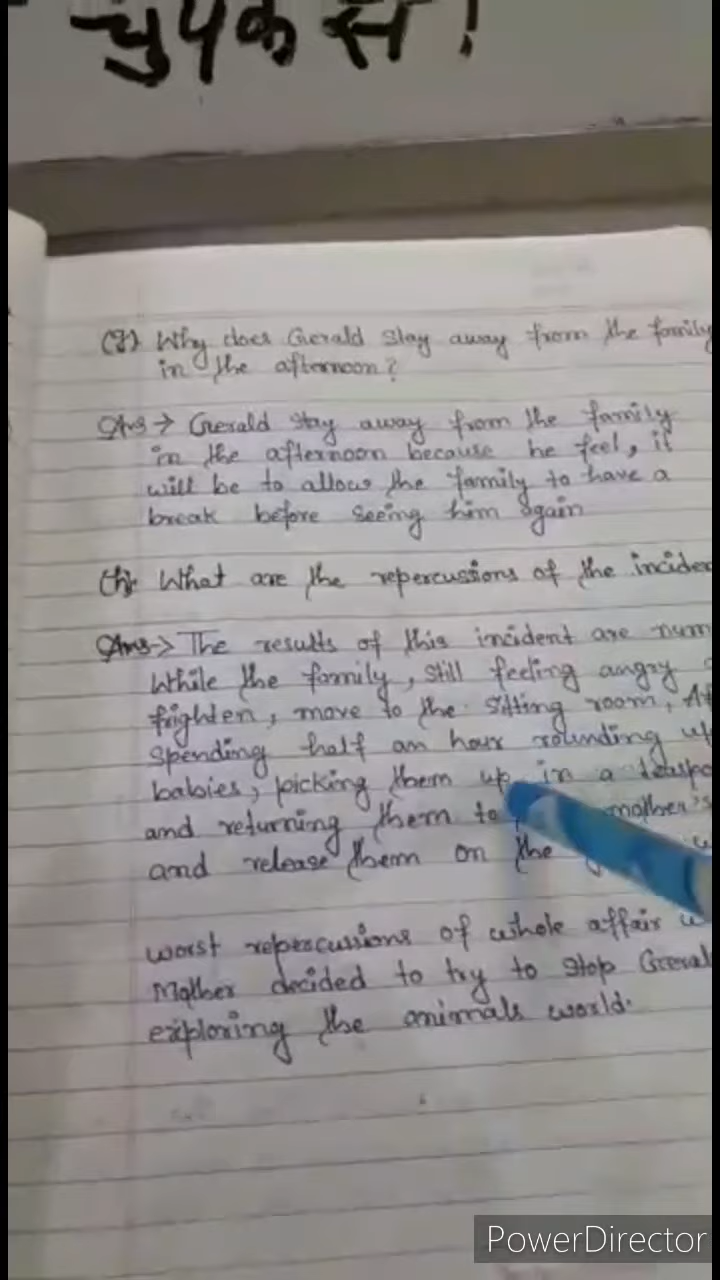 चुपके से !
(g) Why does Gerald stay away from the family
in the afternoon?
Ans → Gerald stay away from the family
in the afternoon because he feel, it
will be to allow the family to have a
break before seeing him again
(h). What are the repercussions of the
Ans → The results of this incident are
While the family, still feeling angry
frighten, move to the sitting room,
spending half an hour rounding
babies, picking them up in a
and returning them to mother's
and release them on the
worst repercussions of whole affair
Mother decided to try to stop
exploring the animals world.
PowerDirector